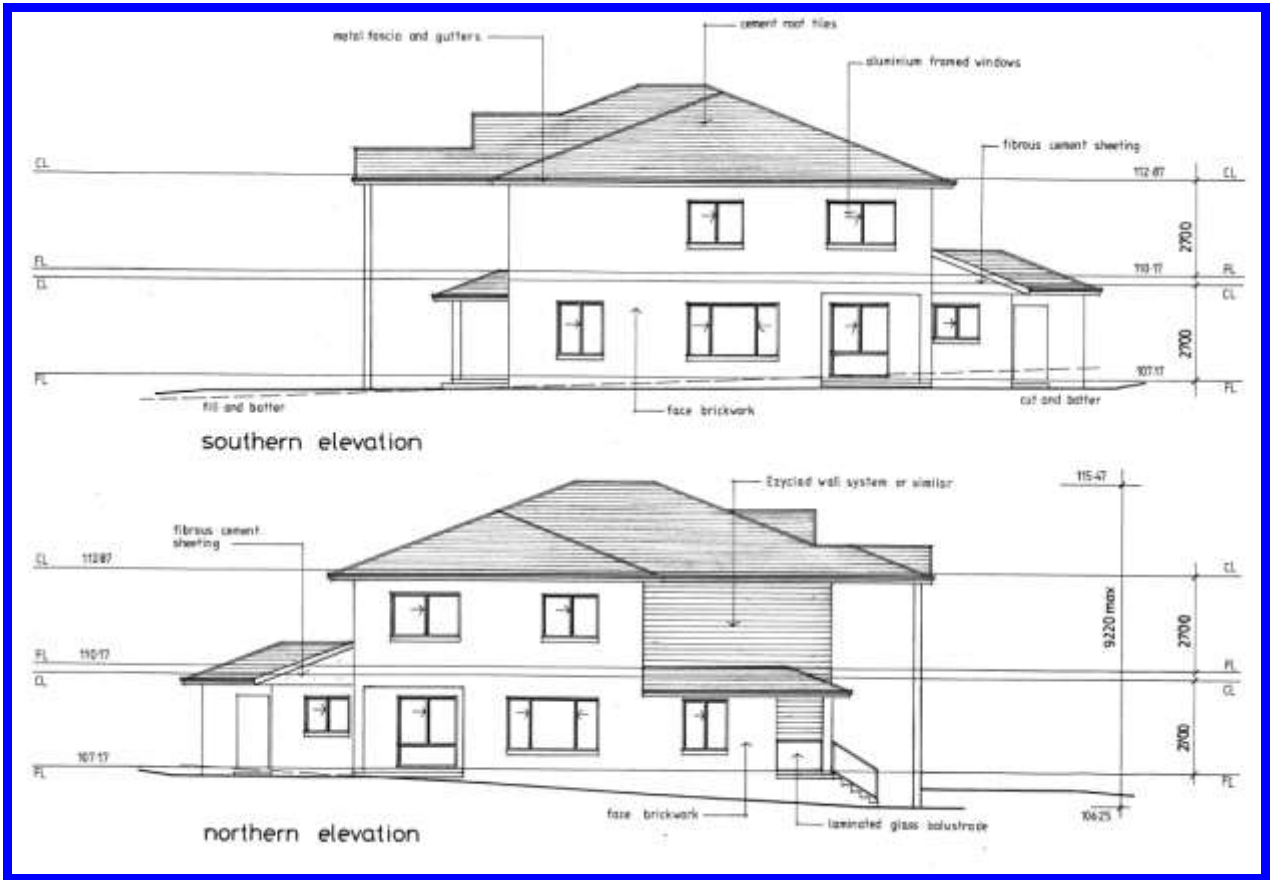 cement roof tiles
metal fascia and gutters
aluminium framed windows
fibrous cement sheeting
CL
112·87 CL
2700
FL
CL
110·17 FL
CL
2700
FL
107·17
FL
fill and batter
face brickwork
cut and batter
southern elevation
115·47
Ezyclad wall system or similar
fibrous cement
sheeting
CL 112·87
CL
9220 max
2700
FL 110·17
FL
CL
CL
2700
107·17
FL
FL
face brickwork
laminated glass balustrade
106·25
northern elevation